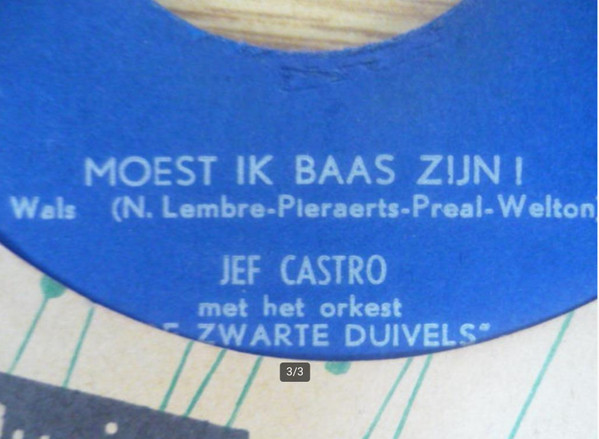 MOEST IK BAAS ZIJN!
Wals (N. Lembre-Pieraerts-Preal-Welton)
JEF CASTRO
met het orkest
E ZWARTE DUIVELS"
3/3